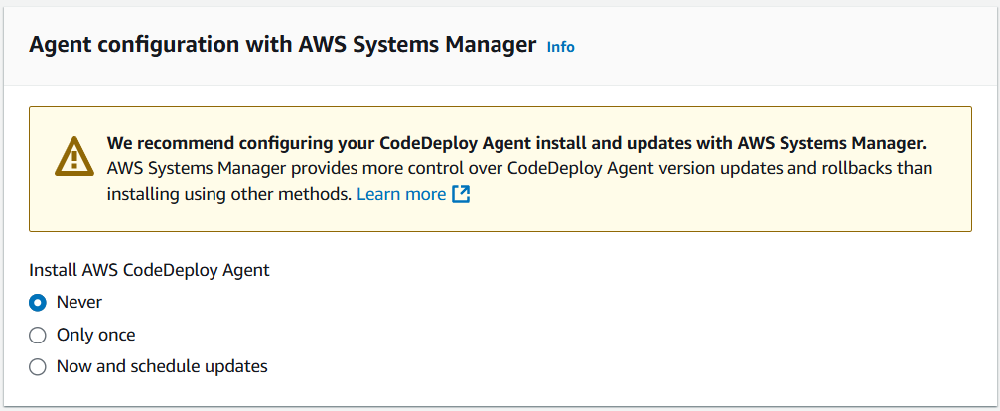 Agent configuration with AWS Systems Manager Info
We recommend configuring your CodeDeploy Agent install and updates with AWS Systems Manager.
AWS Systems Manager provides more control over CodeDeploy Agent version updates and rollbacks than
installing using other methods. Learn more
Install AWS CodeDeploy Agent
Never
Only once
Now and schedule updates